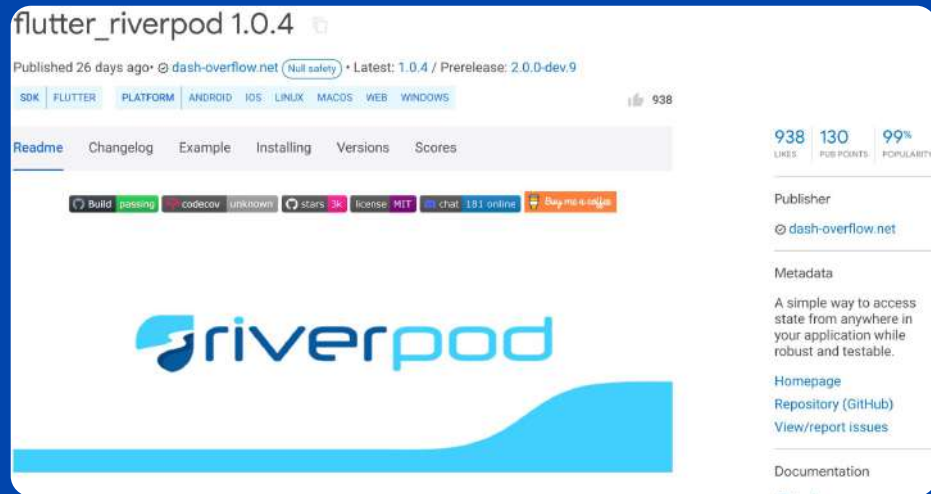 flutter_riverpod 1.0.4
Published 26 days ago• dash-overflow.net Null safety • Latest: 1.0.4 / Prerelease: 2.0.0-dev.9
SDK FLUTTER PLATFORM ANDROID IOS LINUX MACOS WEB WINDOWS
938
Readme Changelog Example Installing Versions Scores
Build passing codecov unknown stars 3k license MIT chat 181 online Buy me a coffee
riverpod
938 130 99%
LIKES PUB POINTS POPULARITY
Publisher
dash-overflow.net
Metadata
A simple way to access
state from anywhere in
your application while
robust and testable.
Homepage
Repository (GitHub)
View/report issues
Documentation